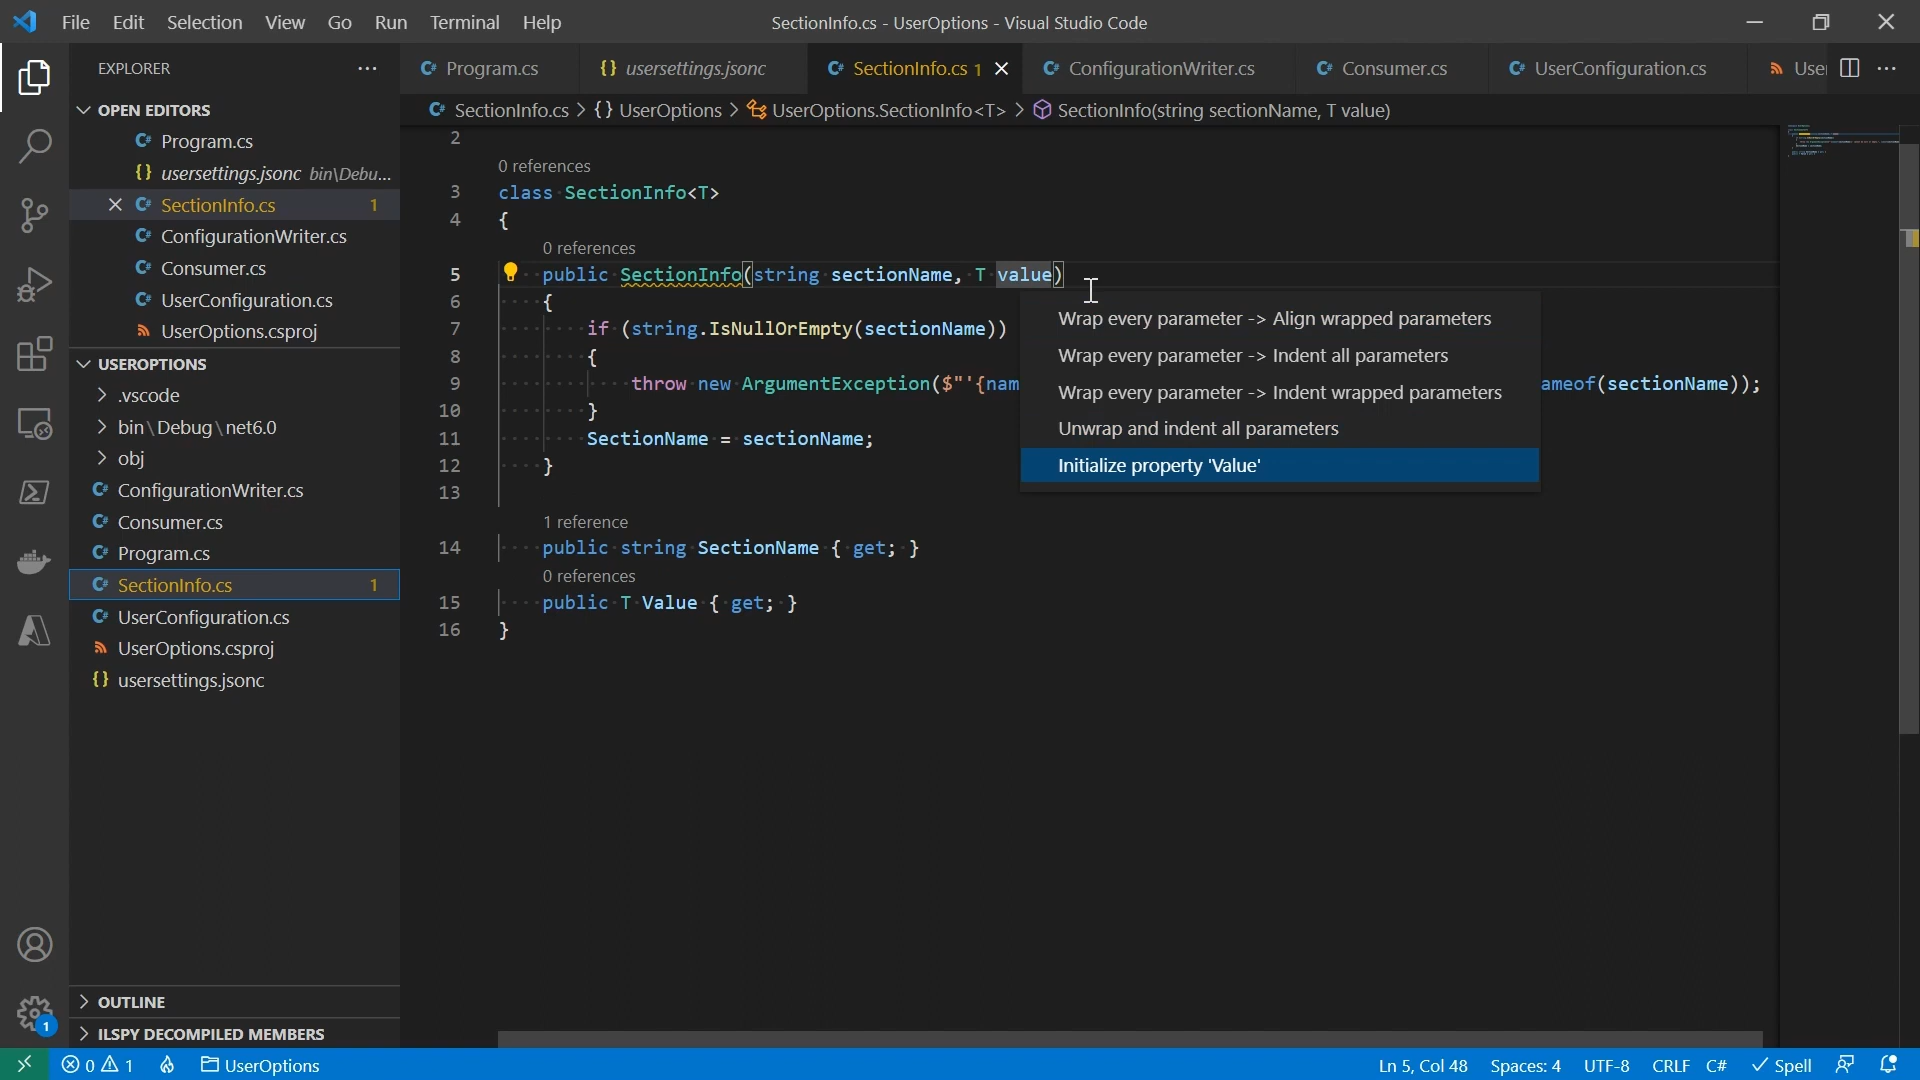 File Edit Selection View Go Run Terminal Help
SectionInfo.cs - UserOptions - Visual Studio Code
EXPLORER
OPEN EDITORS
Program.cs
usersettings.jsonc bin\Debu...
SectionInfo.cs 1
ConfigurationWriter.cs
Consumer.cs
UserConfiguration.cs
UserOptions.csproj
USEROPTIONS
.vscode
bin\Debug\net6.0
obj
ConfigurationWriter.cs
Consumer.cs
Program.cs
SectionInfo.cs 1
UserConfiguration.cs
UserOptions.csproj
usersettings.jsonc
OUTLINE
ILSPY DECOMPILED MEMBERS
Program.cs usersettings.jsonc SectionInfo.cs 1 ConfigurationWriter.cs Consumer.cs UserConfiguration.cs Use
SectionInfo.cs > {} UserOptions > UserOptions.SectionInfo<T> > SectionInfo(string sectionName, T value)
2
0 references
3 class SectionInfo<T>
4 {
0 references
5 public SectionInfo(string sectionName, T value)
6 {
7 if (string.IsNullOrEmpty(sectionName))
8 {
9 throw new ArgumentException($"'{nam ameof(sectionName));
10 }
11 SectionName = sectionName;
12 }
13
1 reference
14 public string SectionName { get; }
0 references
15 public T Value { get; }
16 }
Wrap every parameter -> Align wrapped parameters
Wrap every parameter -> Indent all parameters
Wrap every parameter -> Indent wrapped parameters
Unwrap and indent all parameters
Initialize property 'Value'
1
0 1 UserOptions Ln 5, Col 48 Spaces: 4 UTF-8 CRLF C# Spell